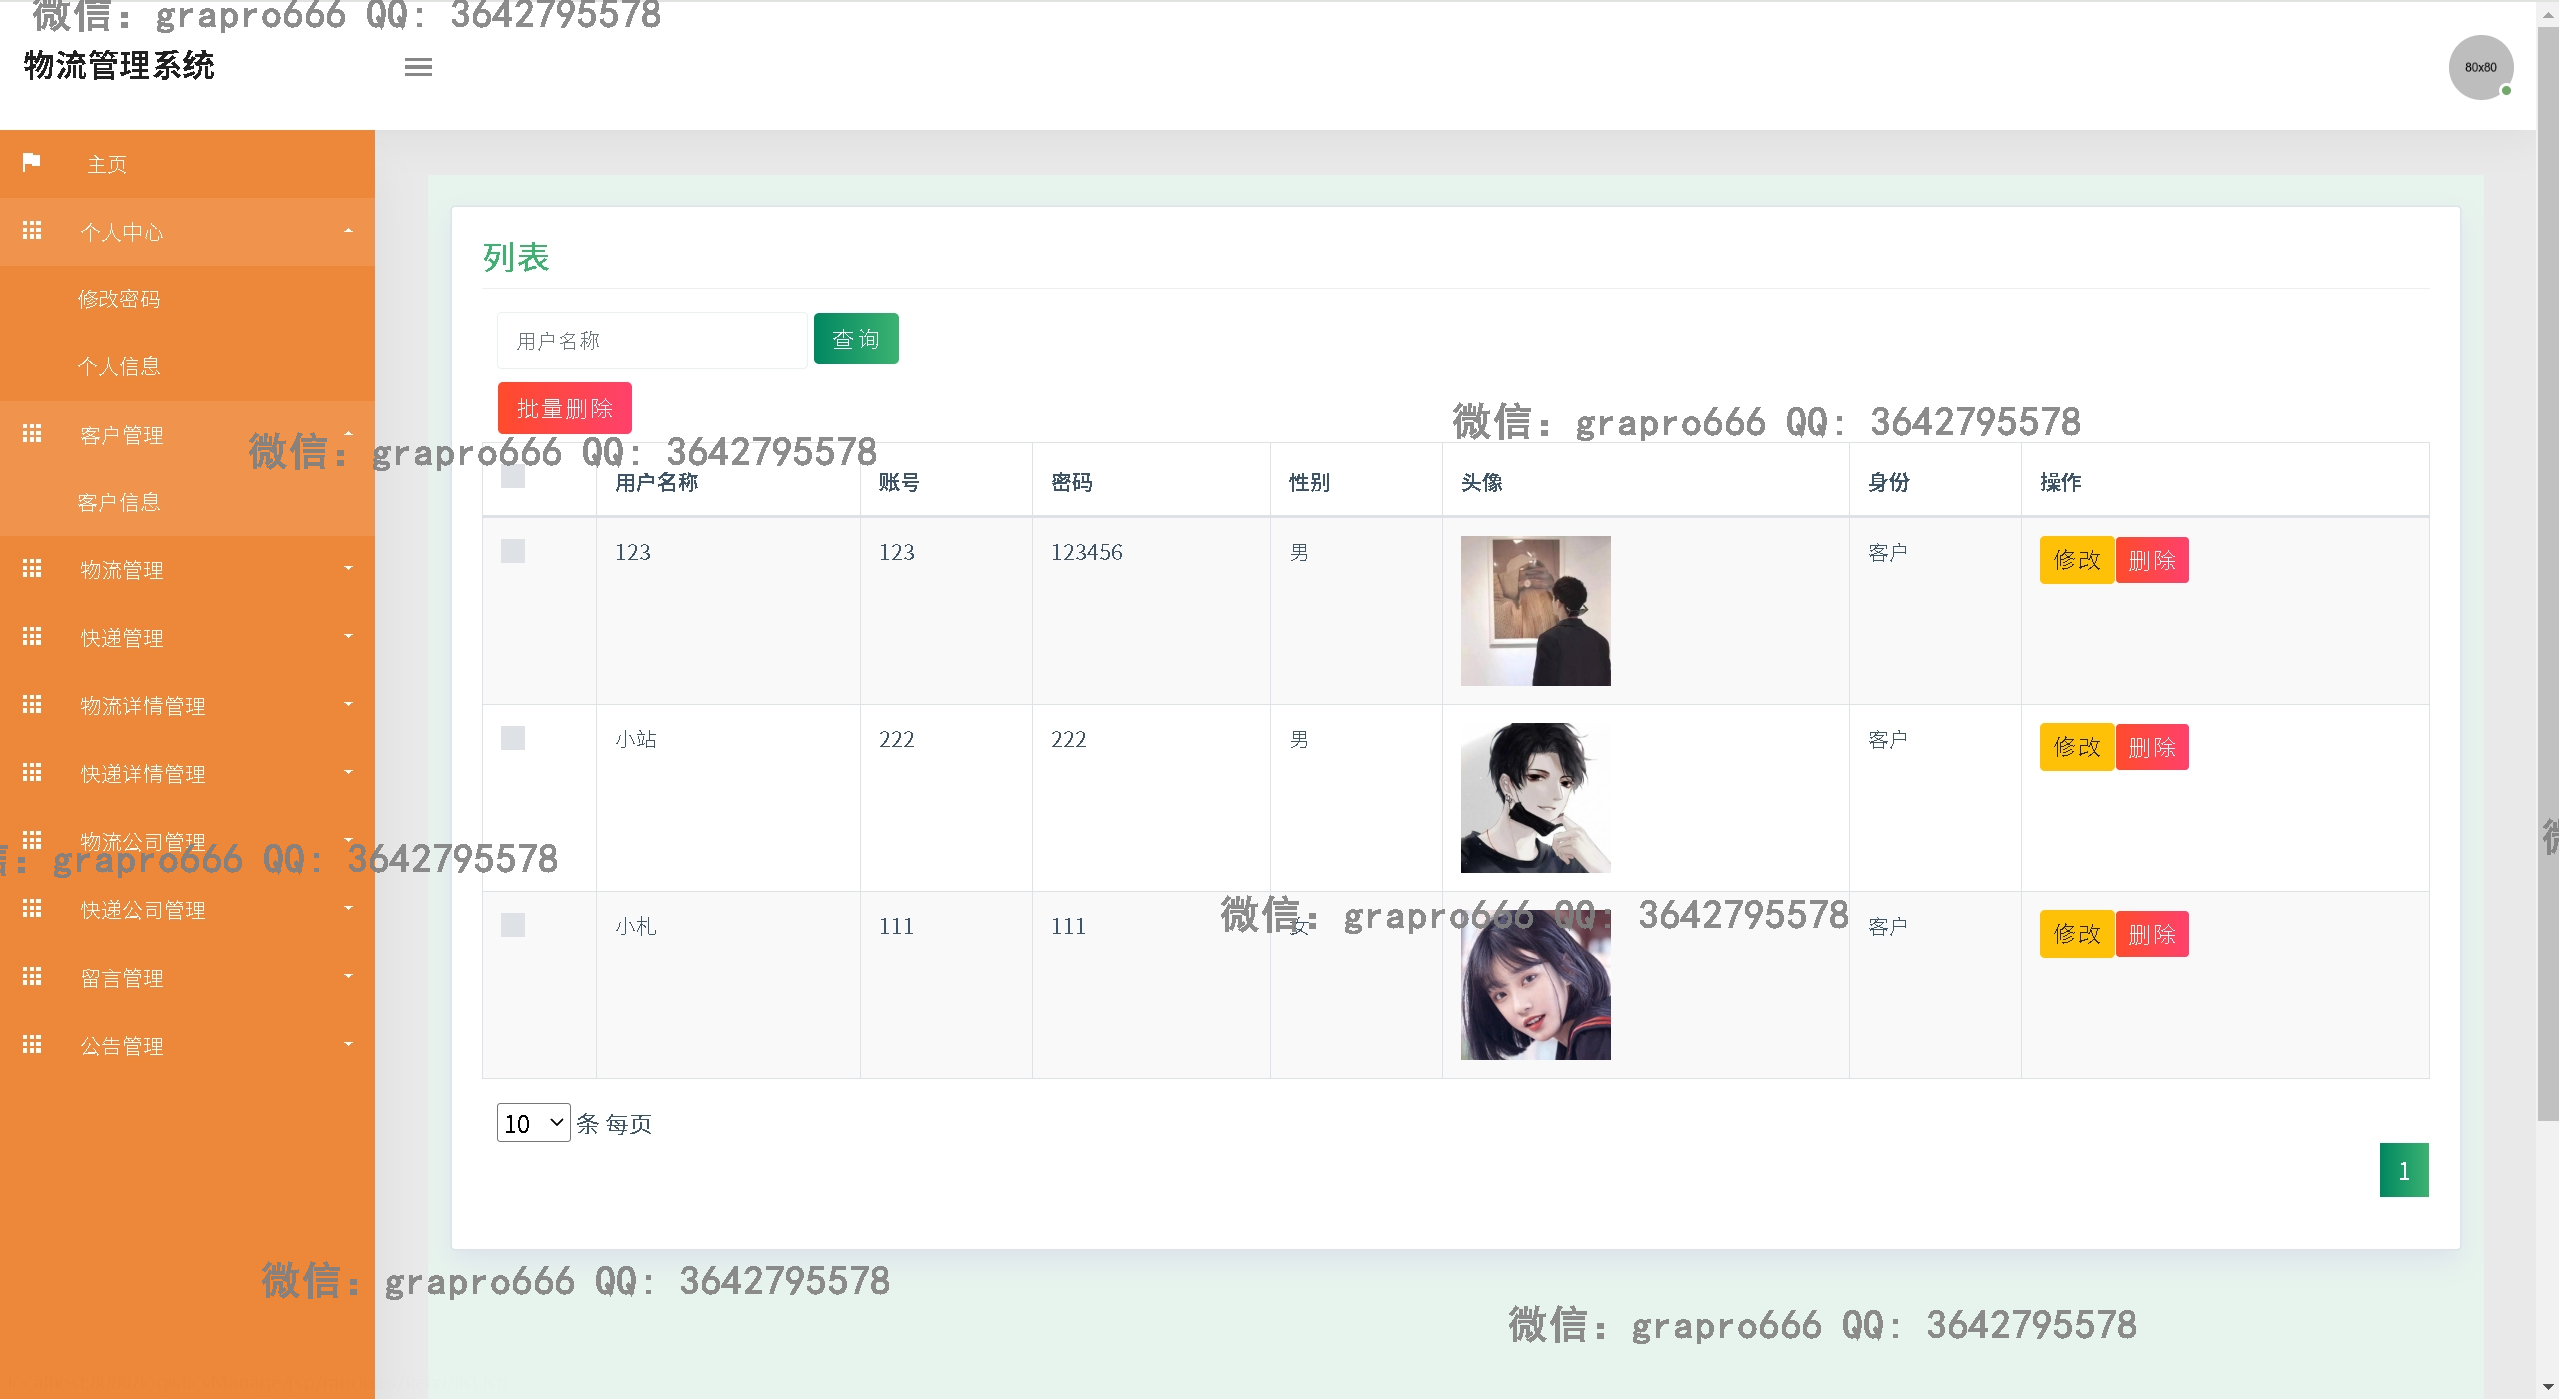 微信：grapro666 QQ: 3642795578
物流管理系统
80x80
主页
个人中心
修改密码
个人信息
客户管理
客户信息
物流管理
快递管理
物流详情管理
快递详情管理
物流公司管理
快递公司管理
留言管理
公告管理
列表
用户名称 查询
批量删除
微信：grapro666 QQ: 3642795578
微信：grapro666 QQ: 3642795578
用户名称 账号 密码 性别 头像 身份 操作
123 123 123456 男 客户 修改 删除
小站 222 222 男 客户 修改 删除
信：grapro666 QQ: 3642795578
微
微信：grapro666 QQ: 3642795578
小札 111 111 女 客户 修改 删除
10 条 每页
1
微信：grapro666 QQ: 3642795578
微信：grapro666 QQ: 3642795578